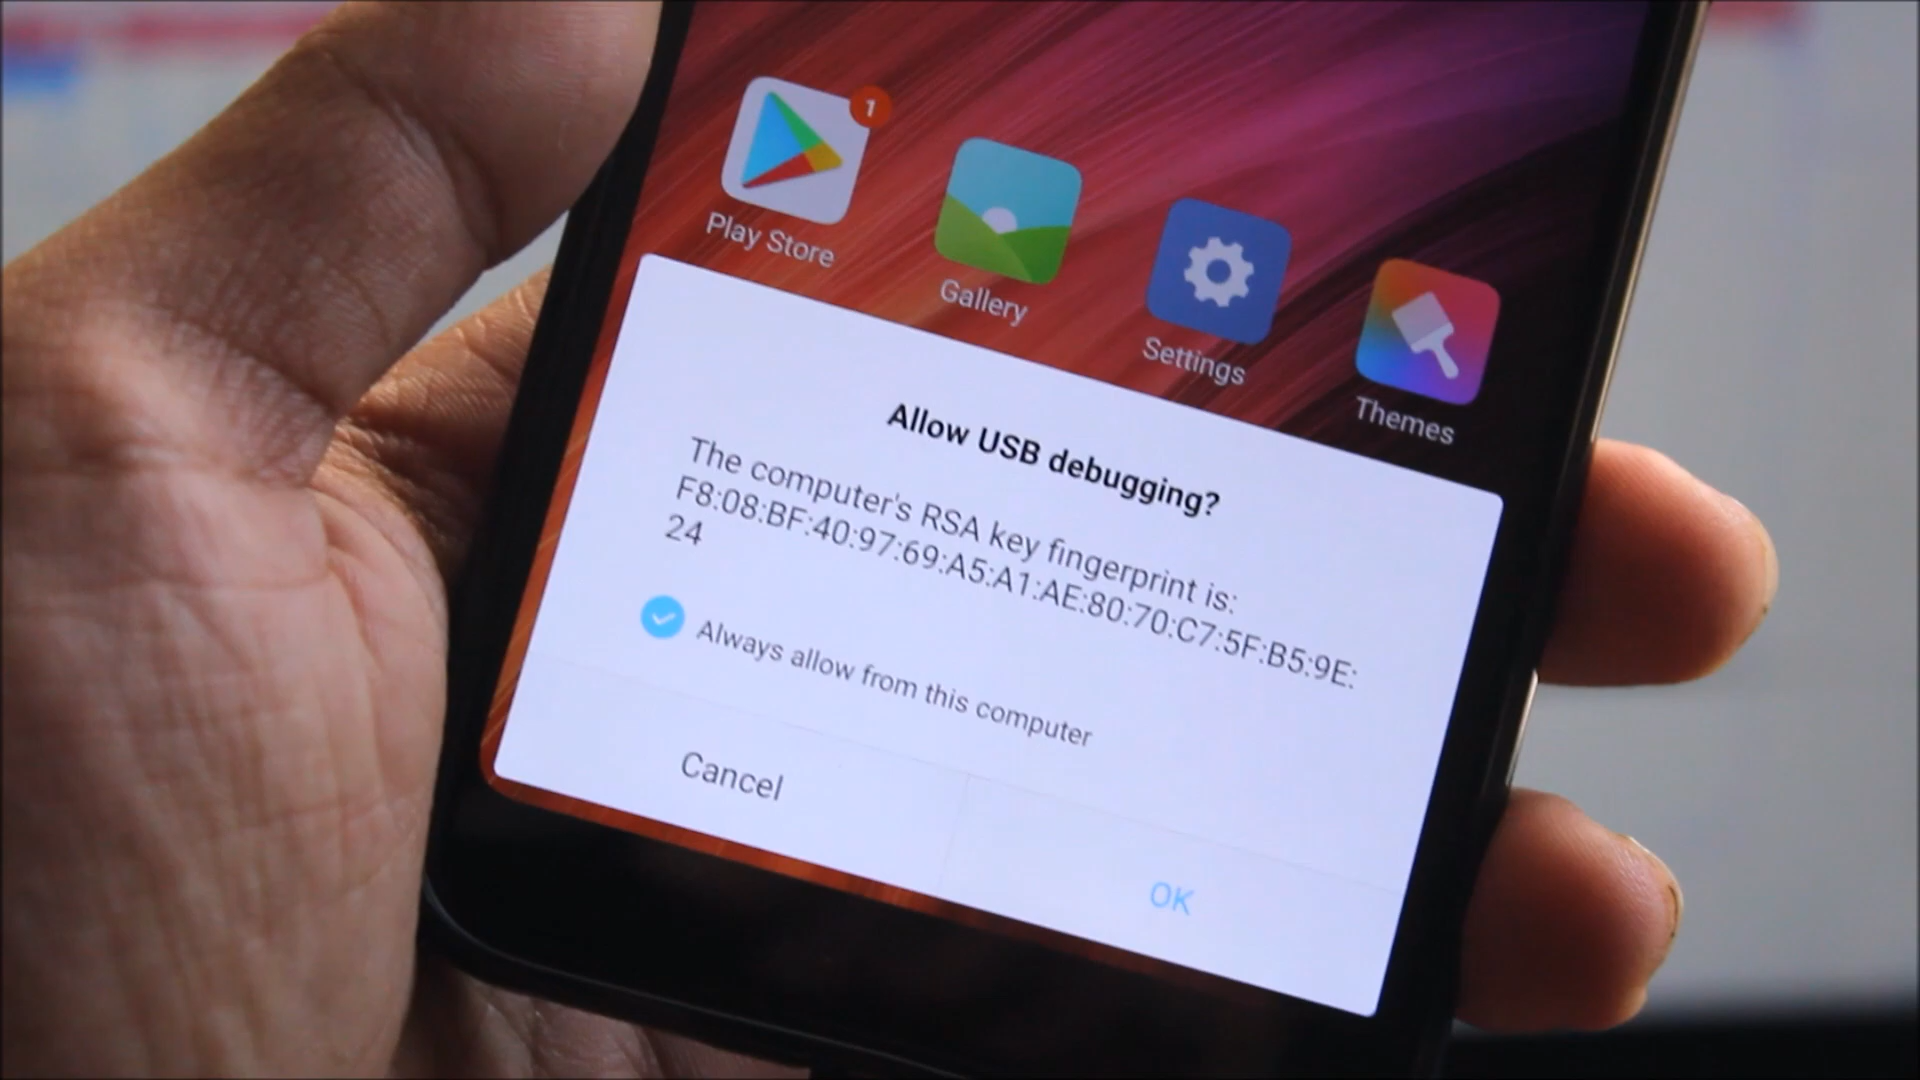 1
Play Store
Gallery
Settings
Themes
Allow USB debugging?
The computer's RSA key fingerprint is:
F8:08:BF:40:97:69:A5:A1:AE:80:70:C7:5F:B5:9E:
24
Always allow from this computer
Cancel
OK